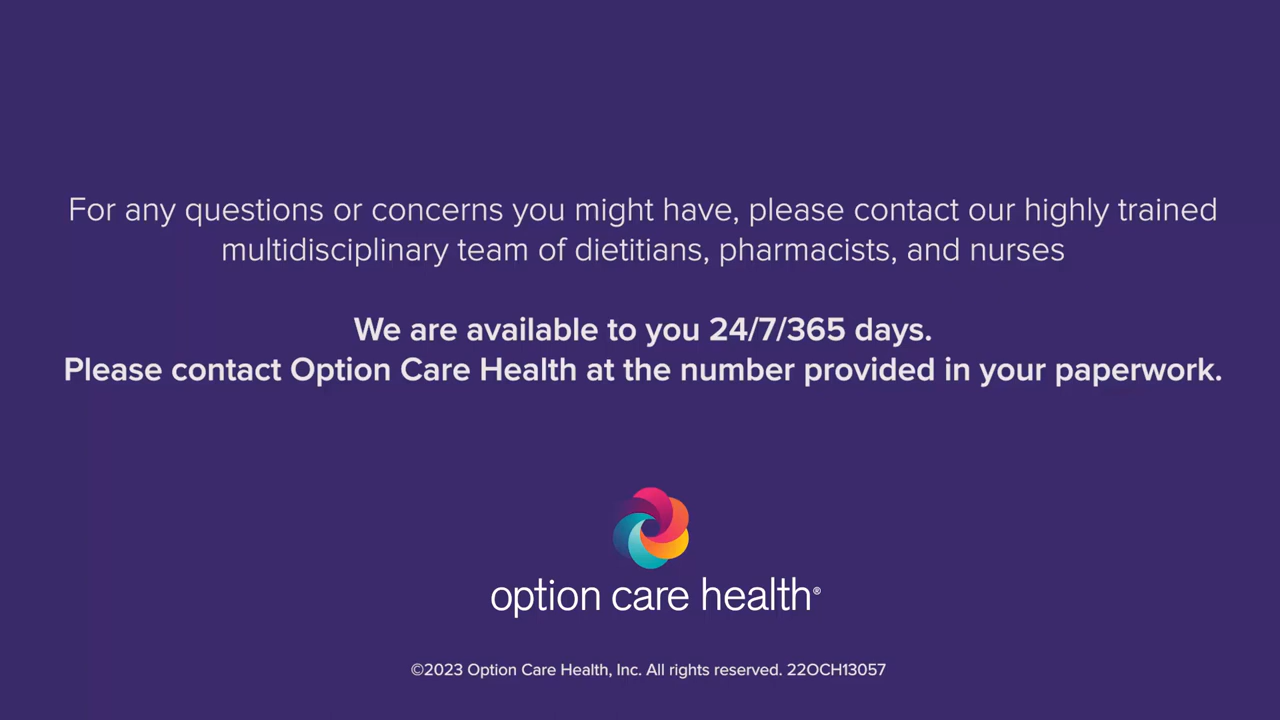 For any questions or concerns you might have, please contact our highly trained
multidisciplinary team of dietitians, pharmacists, and nurses
We are available to you 24/7/365 days.
Please contact Option Care Health at the number provided in your paperwork.
option care health®
©2023 Option Care Health, Inc. All rights reserved. 22OCH13057